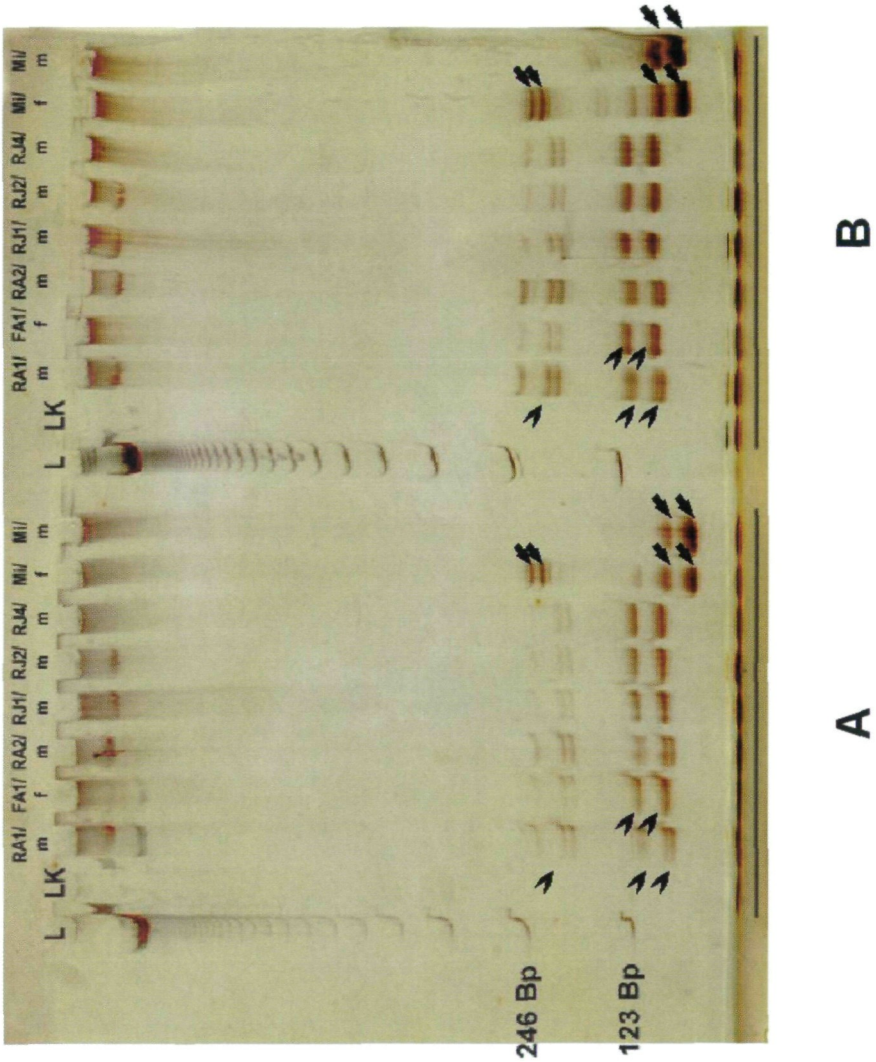 RA1/ FA1/ RA2/ RJ1/ RJ2/ RJ4/ Mi/ Mi/ RA1/ FA1/ RA2/ RJ1/ RJ2/ RJ4/ Mi/ Mi/
m f m m m m f m m f m m m m f m
L LK L LK
246 Bp
123 Bp
A B